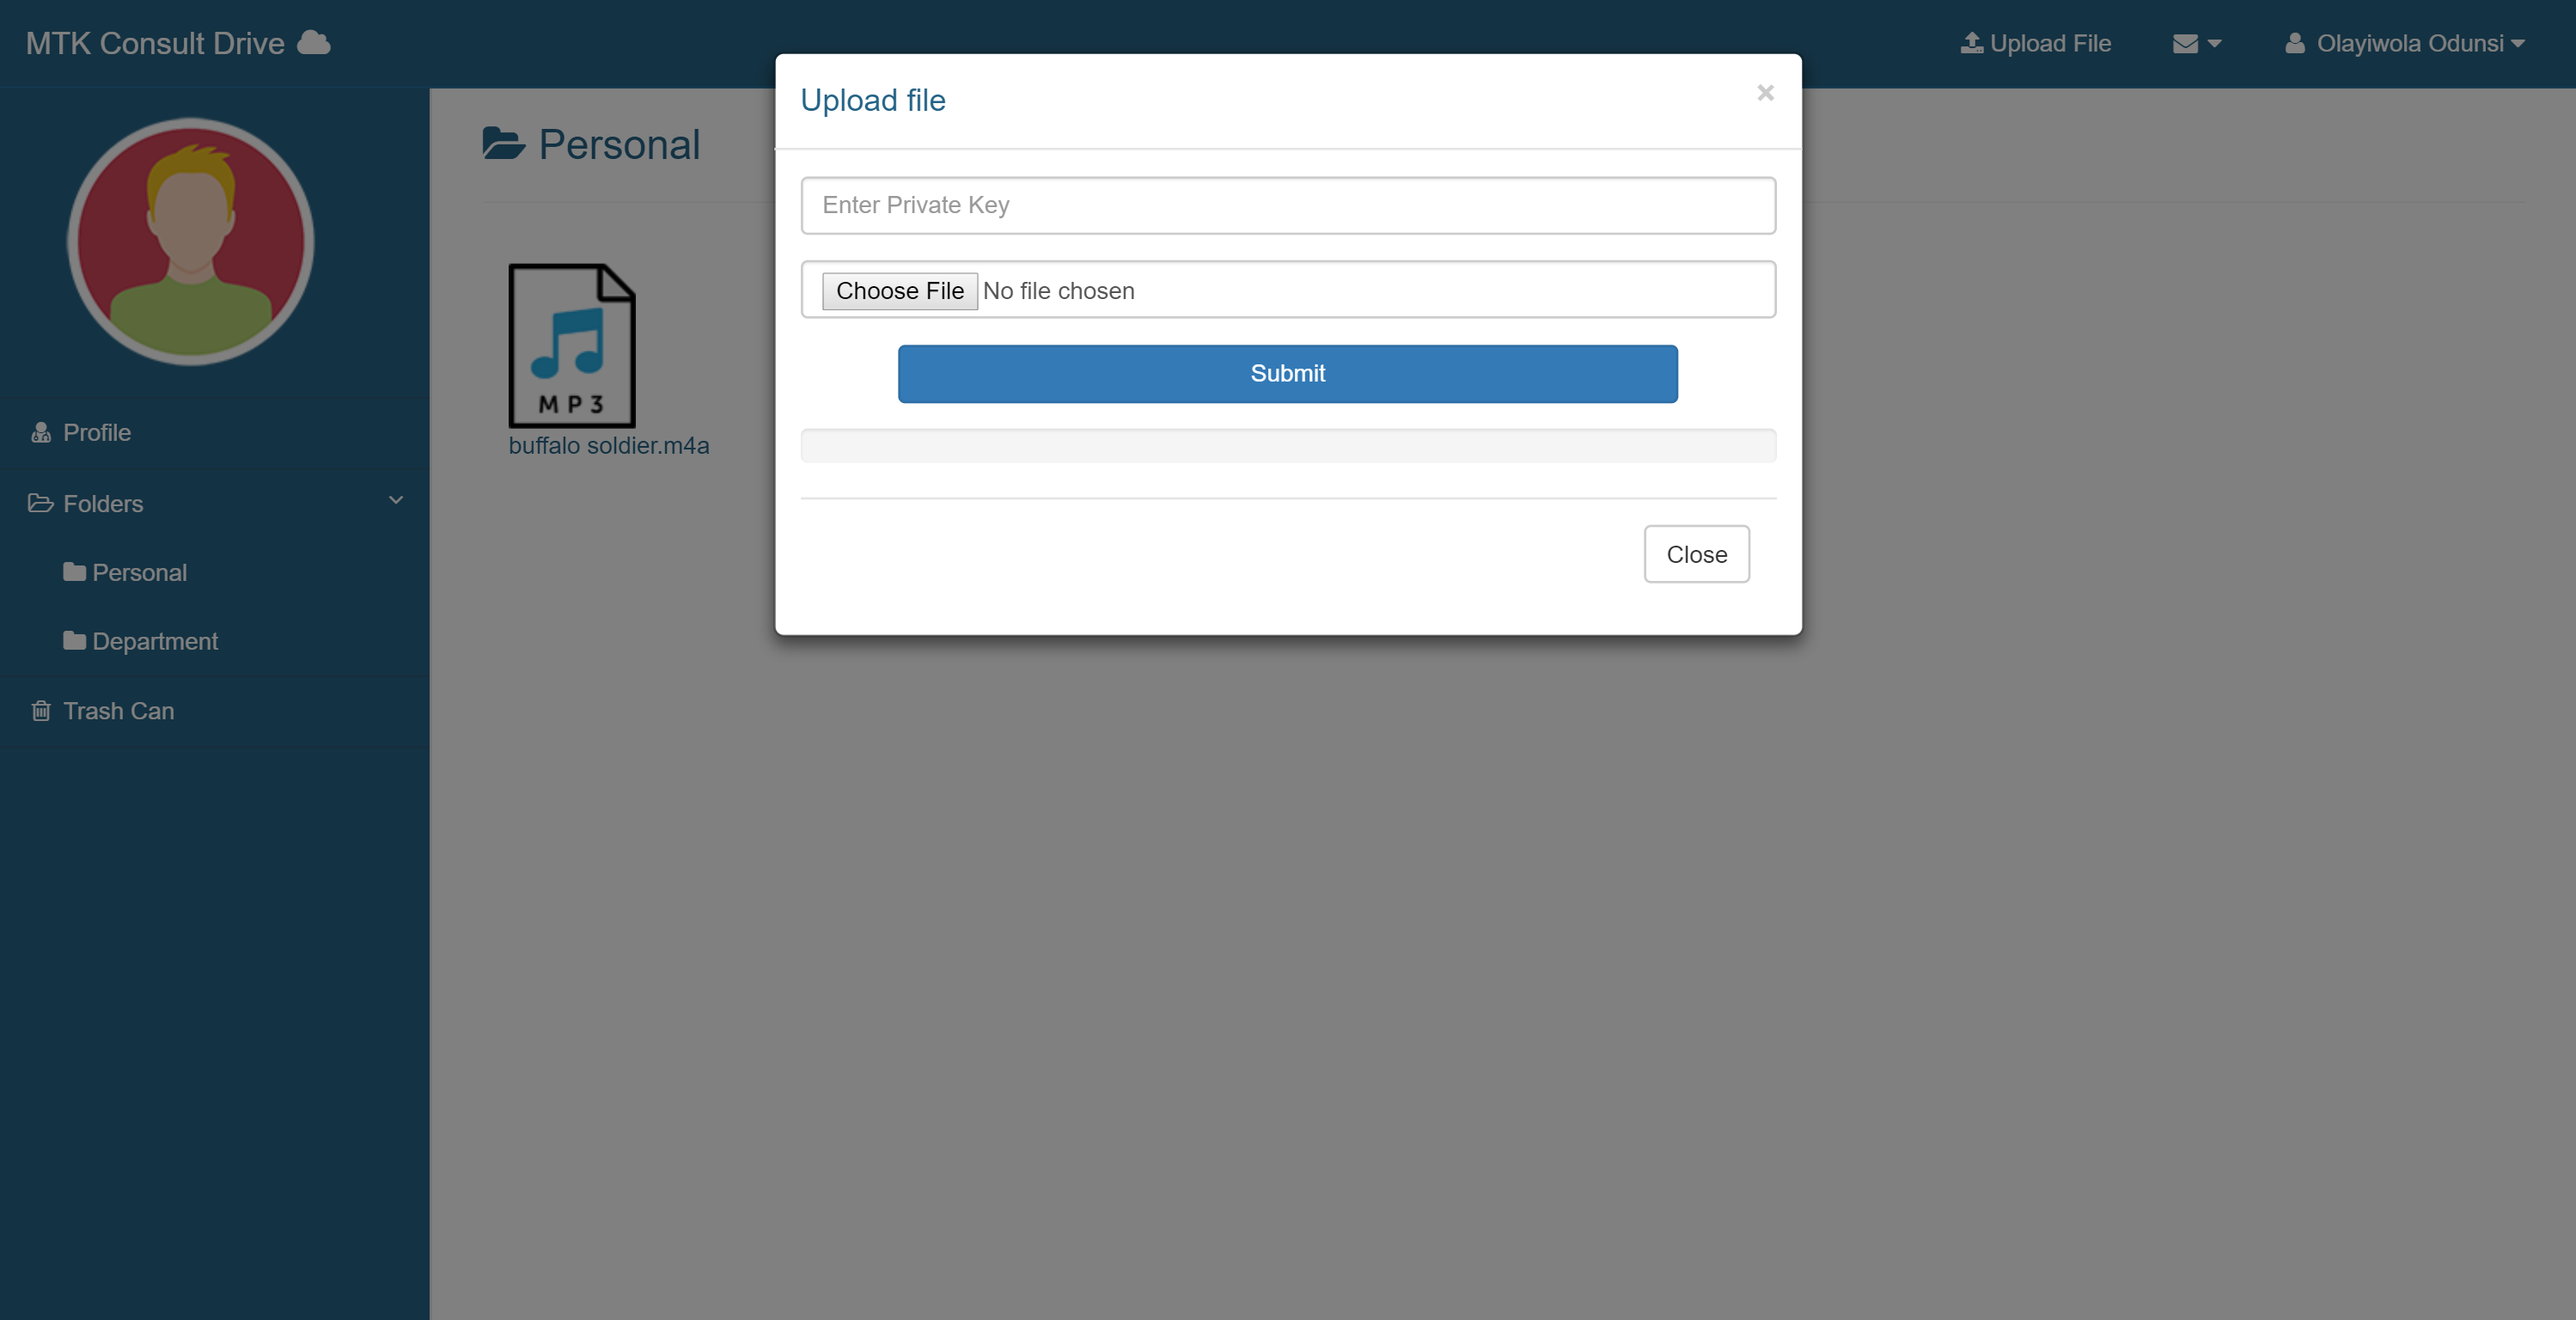 MTK Consult Drive
Upload File
Olayiwola Odunsi
Profile
Folders
Personal
Department
Trash Can
Personal
MP3
buffalo soldier.m4a
Upload file
×
Enter Private Key
Choose File No file chosen
Submit
Close